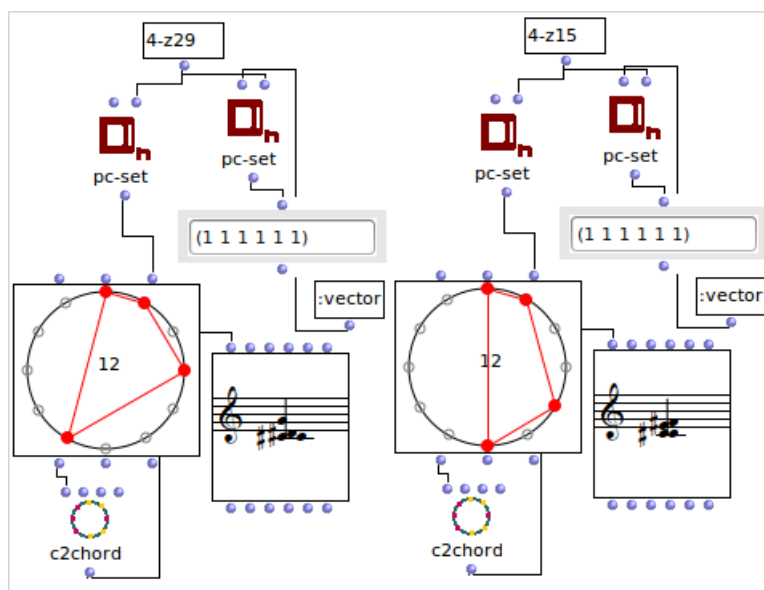 4-z29
pc-set
pc-set
(1 1 1 1 1 1)
:vector
12
c2chord
4-z15
pc-set
pc-set
(1 1 1 1 1 1)
:vector
12
c2chord